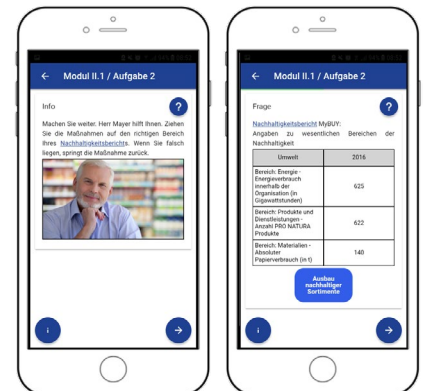 Modul II.1 / Aufgabe 2
Info
?
Machen Sie weiter. Herr Mayer hilft Ihnen. Ziehen
Sie die Maßnahmen auf den richtigen Bereich
Ihres Nachhaltigkeitsberichts. Wenn Sie falsch
liegen, springt die Maßnahme zurück.
i
Modul II.1 / Aufgabe 2
Frage
?
Nachhaltigkeitsbericht MyBUY:
Angaben zu wesentlichen Bereichen der
Nachhaltigkeit
Umwelt 2016
Bereich: Energie -
Energieverbrauch
innerhalb der
Organisation (in
Gigawattstunden) 625
Bereich: Produkte und
Dienstleistungen -
Anzahl PRO NATURA
Produkte 622
Bereich: Materialien -
Absoluter
Papierverbrauch (in t) 140
Ausbau
nachhaltiger
Sortimente
i